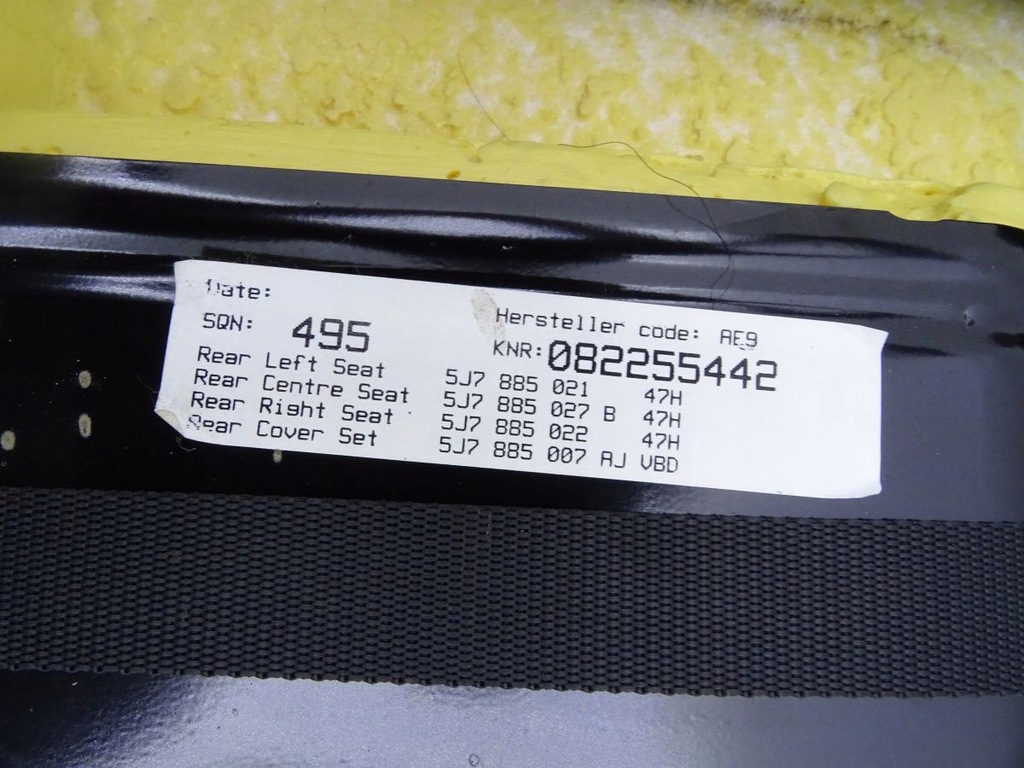 Date:
Hersteller code: AE9
SQN: 495
KNR: 082255442
Rear Left Seat 5J7 885 021 47H
Rear Centre Seat 5J7 885 027 B 47H
Rear Right Seat 5J7 885 022 47H
Rear Cover Set 5J7 885 007 AJ VBD